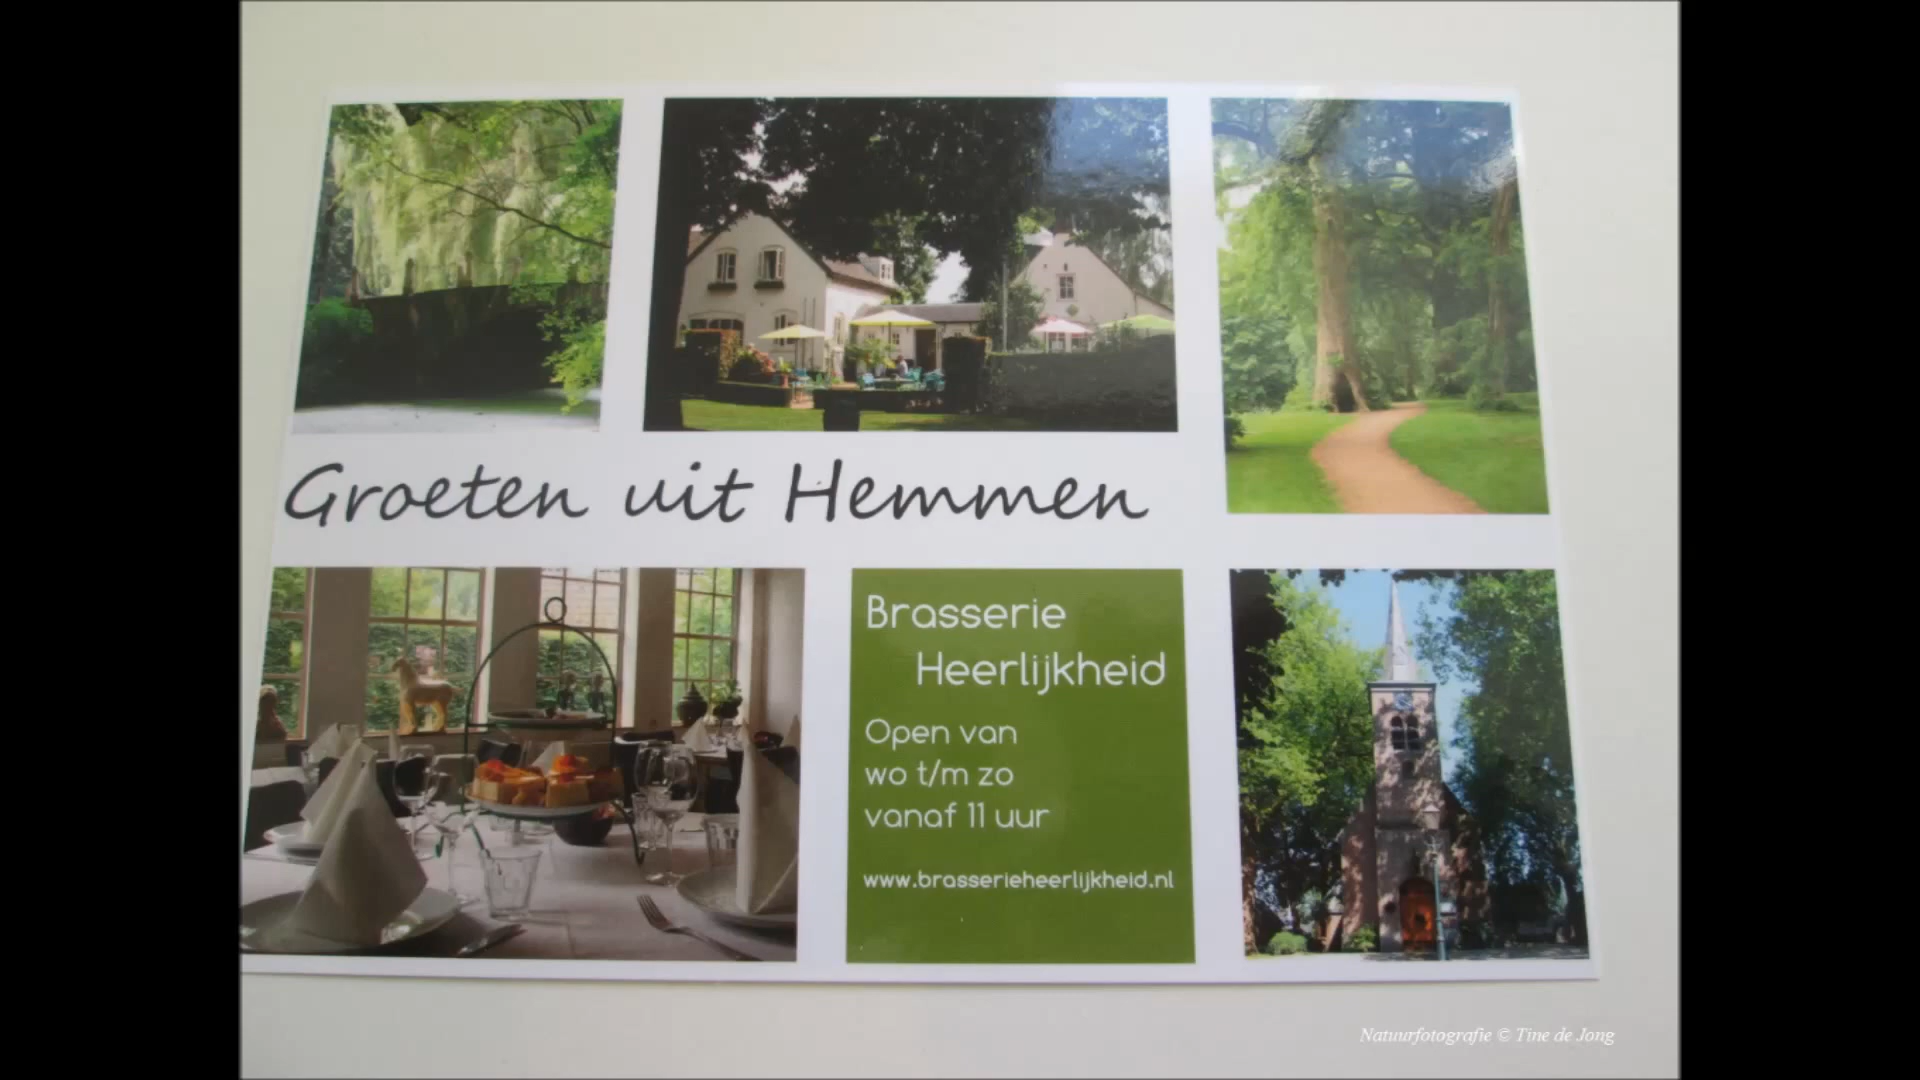 Groeten uit Hemmen
Brasserie
Heerlijkheid
Open van
wo t/m zo
vanaf 11 uur
www.brasserieheerlijkheid.nl
Natuurfotografie © Tine de Jong